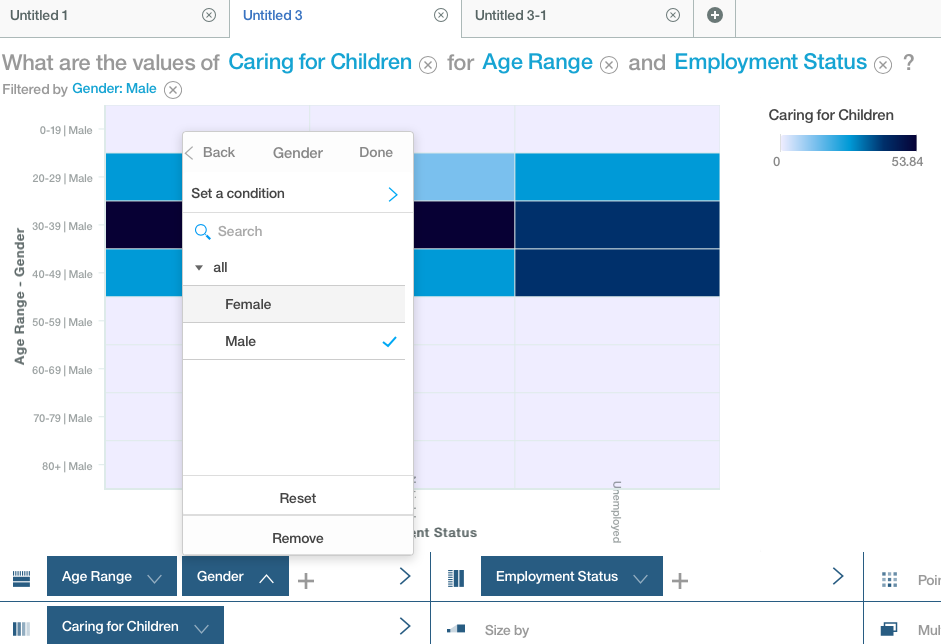 Untitled 1
Untitled 3
Untitled 3-1
What are the values of Caring for Children for Age Range and Employment Status ?
Filtered by Gender: Male
Caring for Children
0
53.84
Age Range - Gender
0-19 | Male
20-29 | Male
30-39 | Male
40-49 | Male
50-59 | Male
60-69 | Male
70-79 | Male
80+ | Male
Back
Gender
Done
Set a condition
Search
all
Female
Male
Reset
Remove
Unemployed
nt Status
Age Range
Gender
Employment Status
Poi
Caring for Children
Size by
Mul